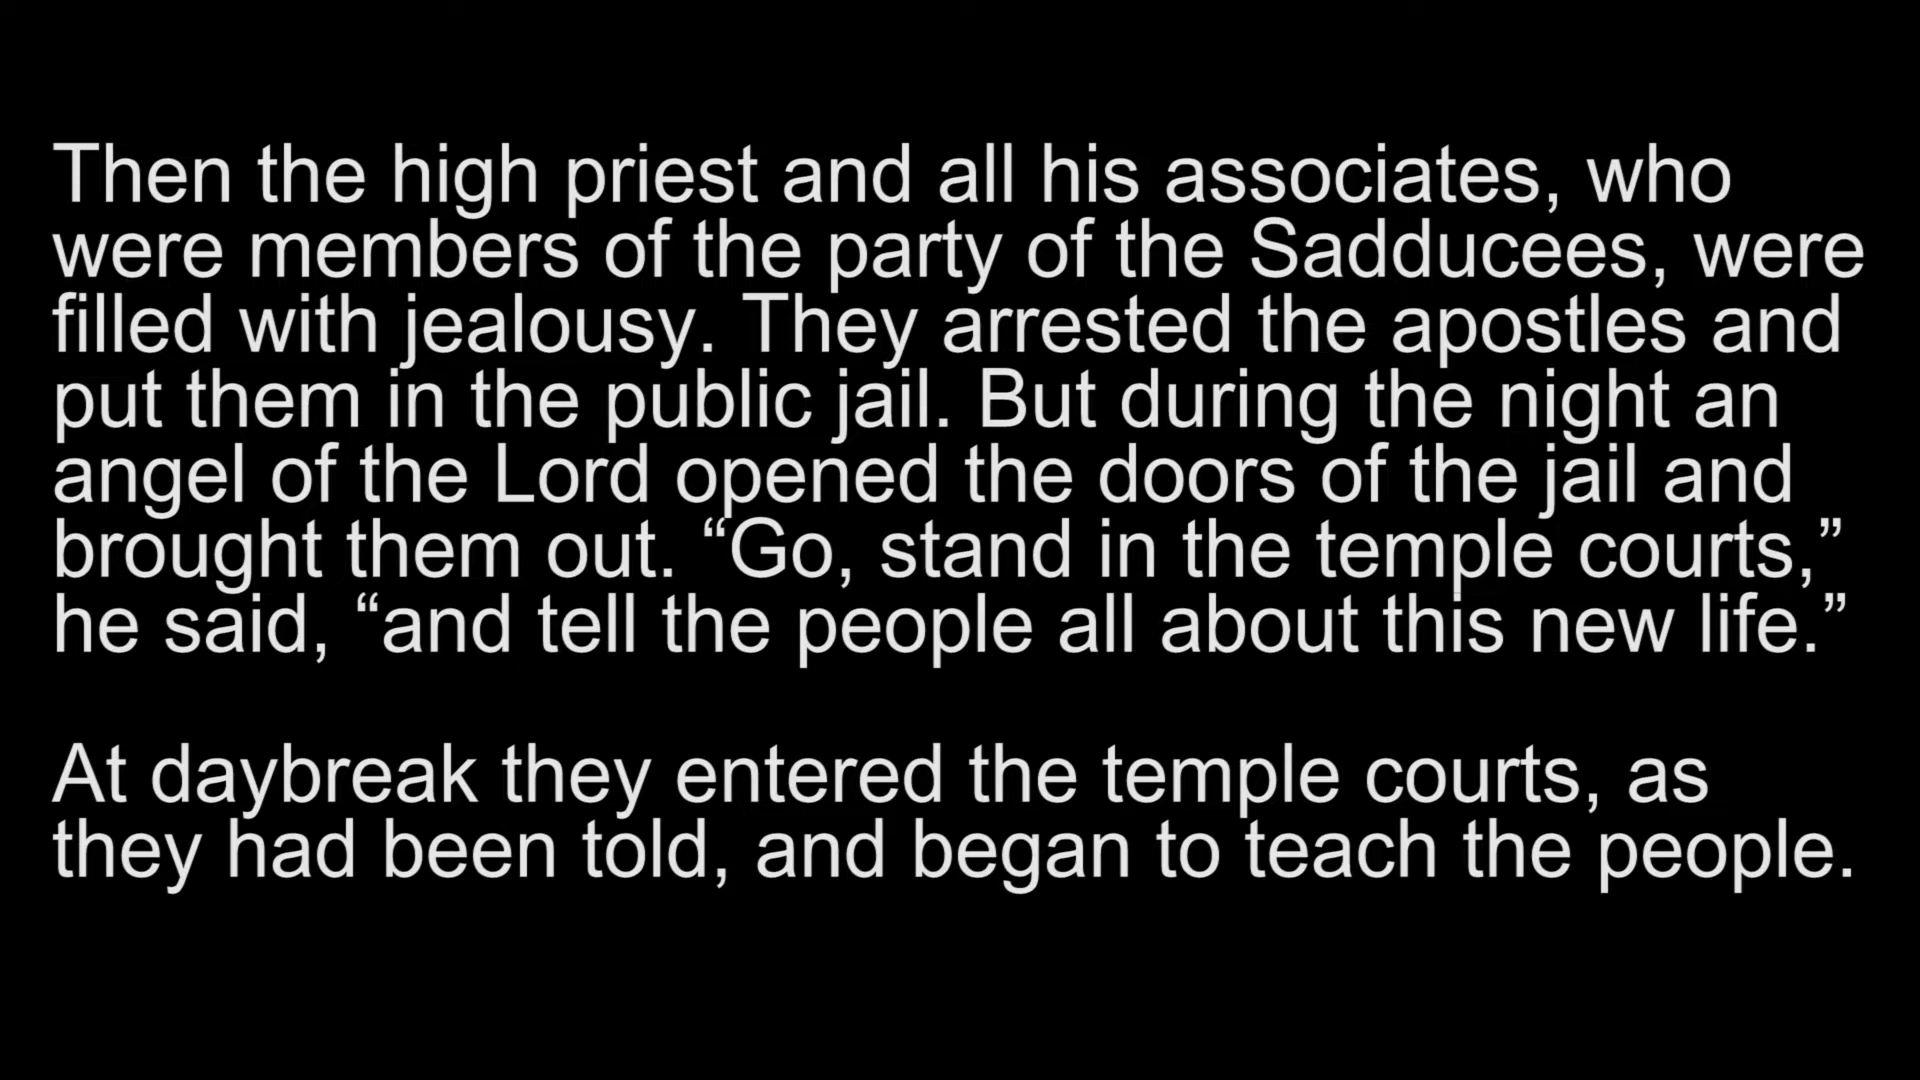 Then the high priest and all his associates, who
were members of the party of the Sadducees, were
filled with jealousy. They arrested the apostles and
put them in the public jail. But during the night an
angel of the Lord opened the doors of the jail and
brought them out. “Go, stand in the temple courts,”
he said, “and tell the people all about this new life.”
At daybreak they entered the temple courts, as
they had been told, and began to teach the people.